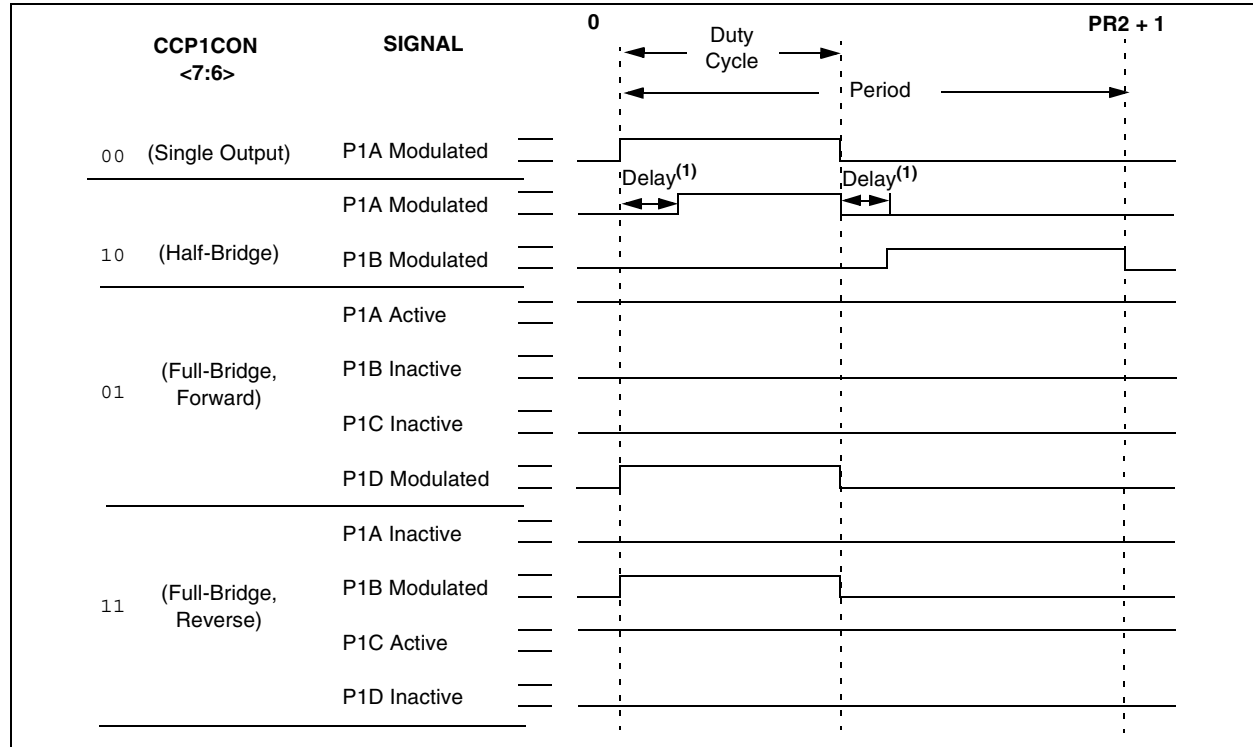 0
PR2 + 1
CCP1CON
<7:6>
SIGNAL
Duty
Cycle
Period
00 (Single Output) P1A Modulated
Delay(1) Delay(1)
P1A Modulated
10 (Half-Bridge)
P1B Modulated
P1A Active
P1B Inactive
01 (Full-Bridge,
Forward)
P1C Inactive
P1D Modulated
P1A Inactive
P1B Modulated
11 (Full-Bridge,
Reverse)
P1C Active
P1D Inactive